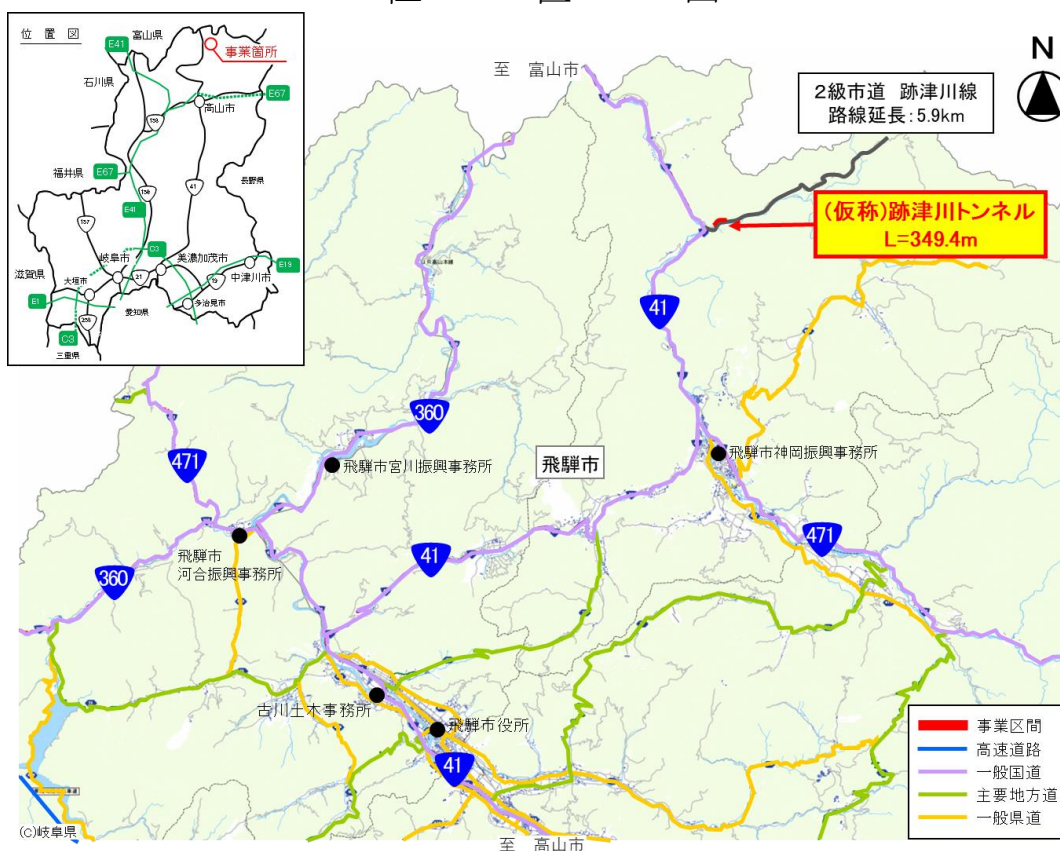 位置図
位置図
富山県
E41
事業箇所
石川県
E67
高山市
156
福井県
E67
158
41
長野県
E41
157
C3
岐阜市
美濃加茂市
滋賀県
大垣市
21
19
中津川市
E19
E1
多治見市
愛知県
258
C3
三重県
至 富山市
N
2級市道 跡津川線
路線延長:5.9km
(仮称)跡津川トンネル
L=349.4m
41
360
飛騨市神岡振興事務所
飛騨市
471
飛騨市宮川振興事務所
飛騨市
河合振興事務所
41
471
360
古川土木事務所
飛騨市役所
41
事業区間
高速道路
一般国道
主要地方道
一般県道
(C)岐阜県
至 高山市